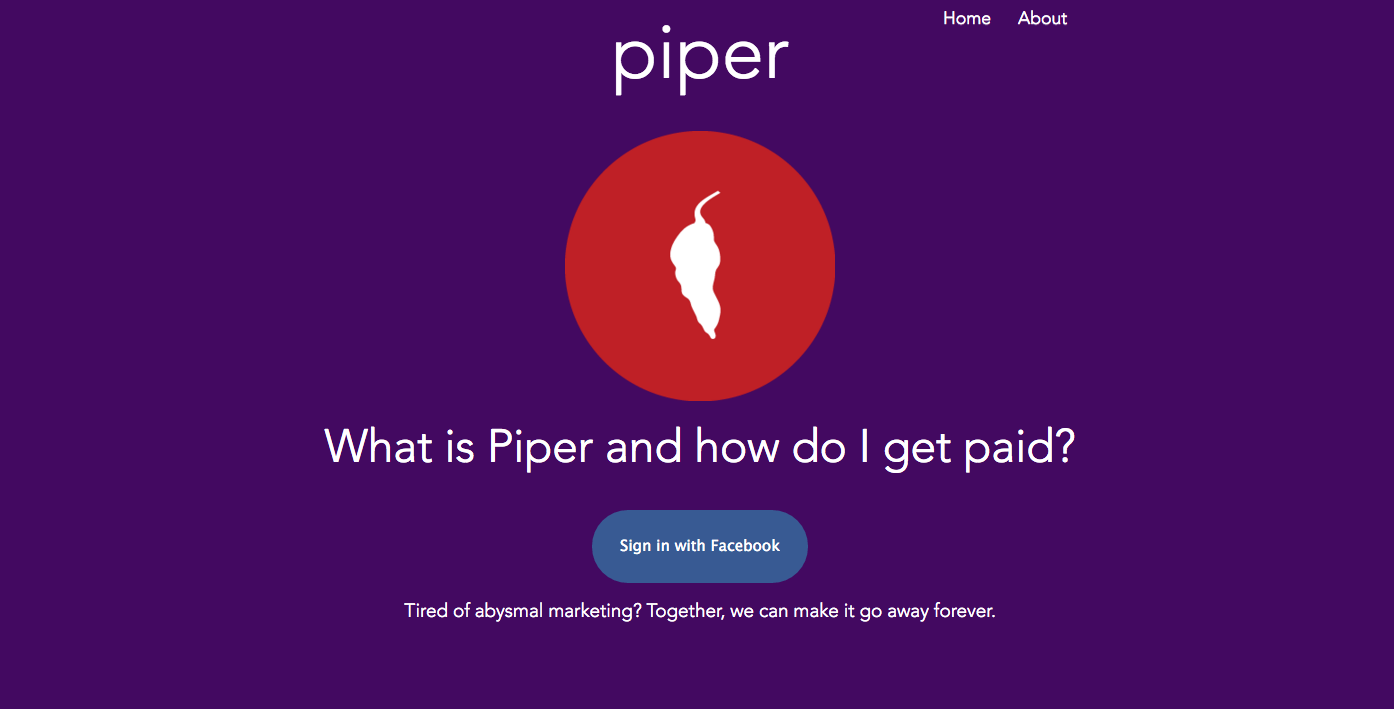 Home About
piper
What is Piper and how do I get paid?
Sign in with Facebook
Tired of abysmal marketing? Together, we can make it go away forever.